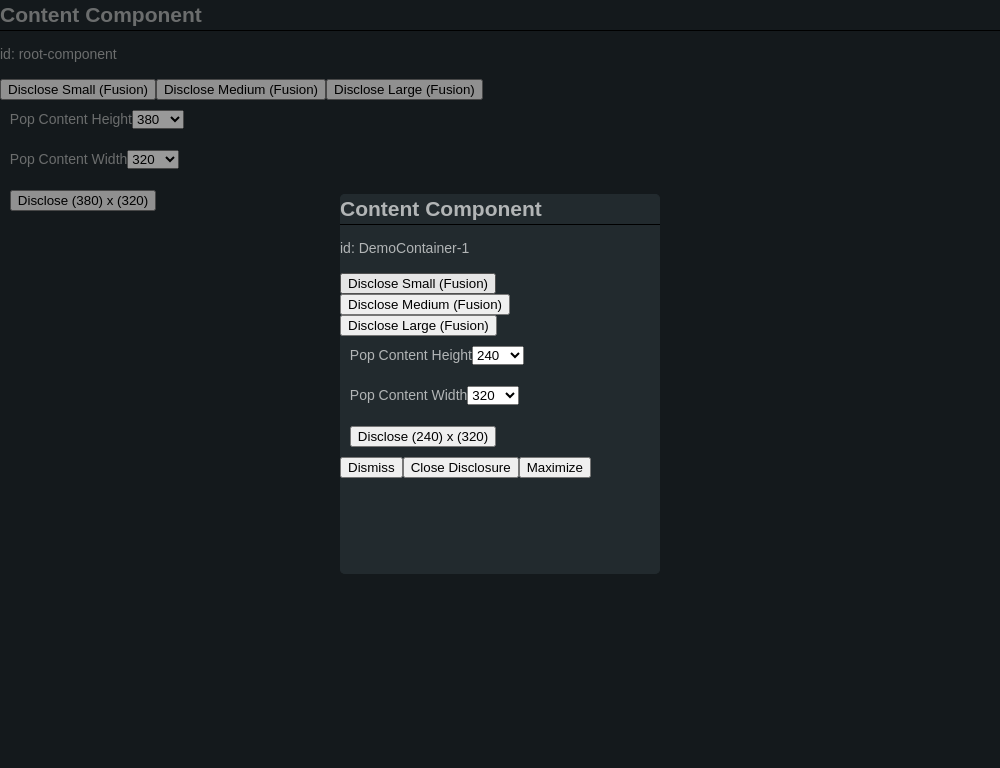 Content Component
id: root-component
Disclose Small (Fusion) Disclose Medium (Fusion) Disclose Large (Fusion)
Pop Content Height 380
Pop Content Width 320
Disclose (380) x (320)
Content Component
id: DemoContainer-1
Disclose Small (Fusion)
Disclose Medium (Fusion)
Disclose Large (Fusion)
Pop Content Height 240
Pop Content Width 320
Disclose (240) x (320)
Dismiss Close Disclosure Maximize